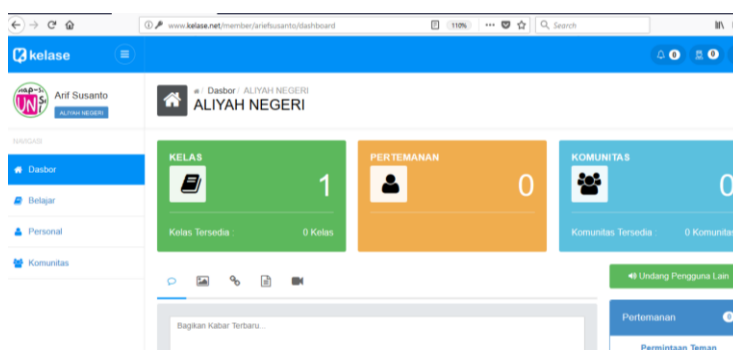 www.kelase.net/member/ariefsusanto/dashboard
110%
Search
kelase
0
0
Arif Susanto
ALIYAH NEGERI
/ Dasbor / ALIYAH NEGERI
ALIYAH NEGERI
NAVIGASI
Dasbor
Belajar
Personal
Komunitas
KELAS
1
Kelas Tersedia :
0 Kelas
PERTEMANAN
0
KOMUNITAS
0
Komunitas Tersedia :
0 Komunitas
Bagikan Kabar Terbaru...
Undang Pengguna Lain
Pertemanan
0
Permintaan Teman